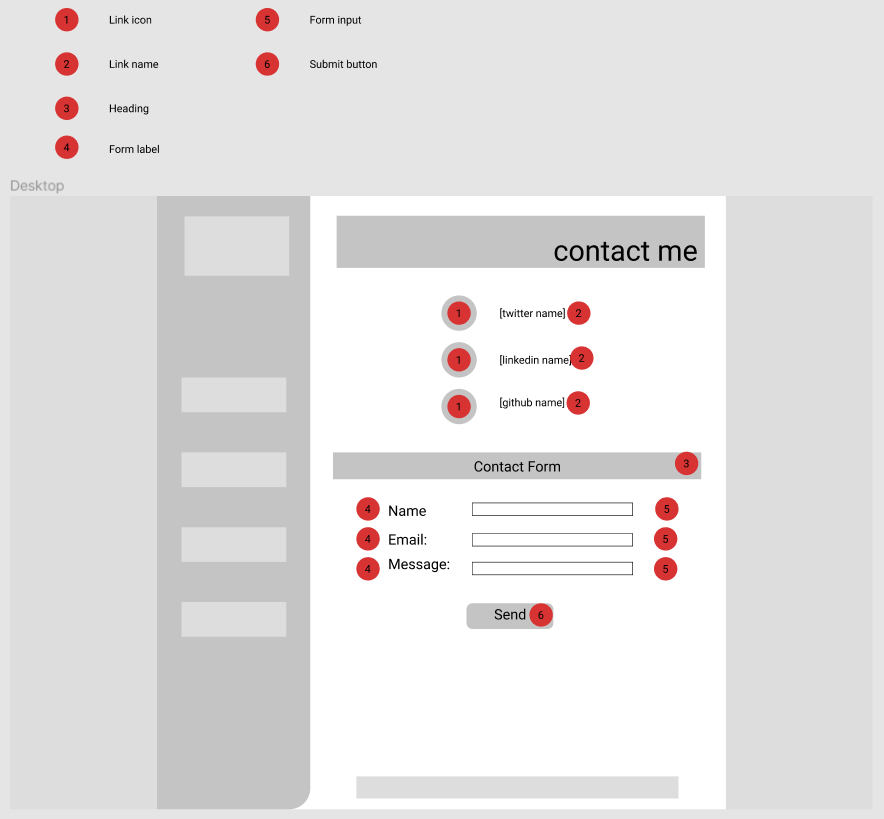 1 Link icon 5 Form input
2 Link name 6 Submit button
3 Heading
4 Form label
Desktop
contact me
1 [twitter name] 2
1 [linkedin name] 2
1 [github name] 2
Contact Form 3
4 Name 5
4 Email: 5
4 Message: 5
Send 6